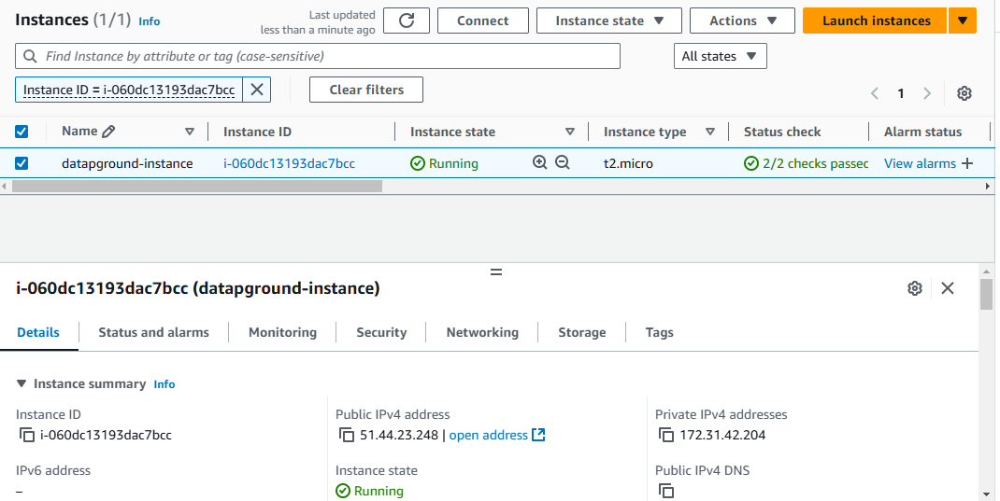 Instances (1/1) Info
Last updated
less than a minute ago
Connect
Instance state
Actions
Launch instances
Find Instance by attribute or tag (case-sensitive)
All states
Instance ID = i-060dc13193dac7bcc
Clear filters
1
Name Instance ID Instance state Instance type Status check Alarm status
datapground-instance i-060dc13193dac7bcc Running t2.micro 2/2 checks passec View alarms
i-060dc13193dac7bcc (datapground-instance)
Details Status and alarms Monitoring Security Networking Storage Tags
Instance summary Info
Instance ID
i-060dc13193dac7bcc
Public IPv4 address
51.44.23.248 | open address
Private IPv4 addresses
172.31.42.204
IPv6 address
–
Instance state
Running
Public IPv4 DNS